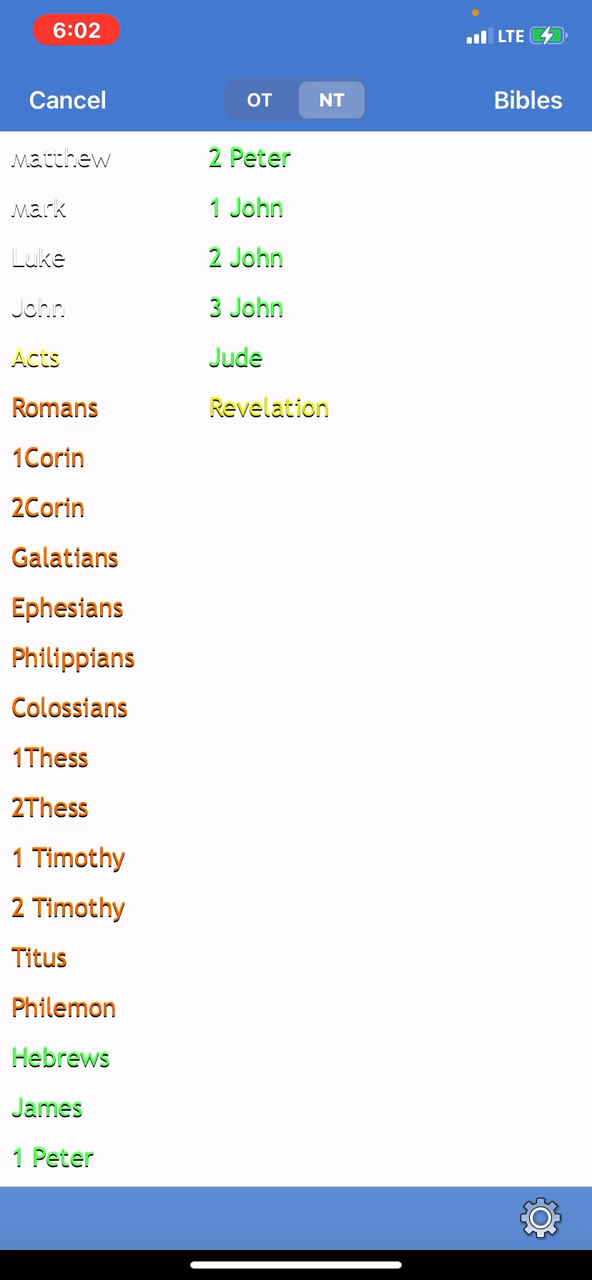 6:02
LTE
Cancel
OT
NT
Bibles
Matthew
Mark
Luke
John
Acts
Romans
1Corin
2Corin
Galatians
Ephesians
Philippians
Colossians
1Thess
2Thess
1 Timothy
2 Timothy
Titus
Philemon
Hebrews
James
1 Peter
2 Peter
1 John
2 John
3 John
Jude
Revelation